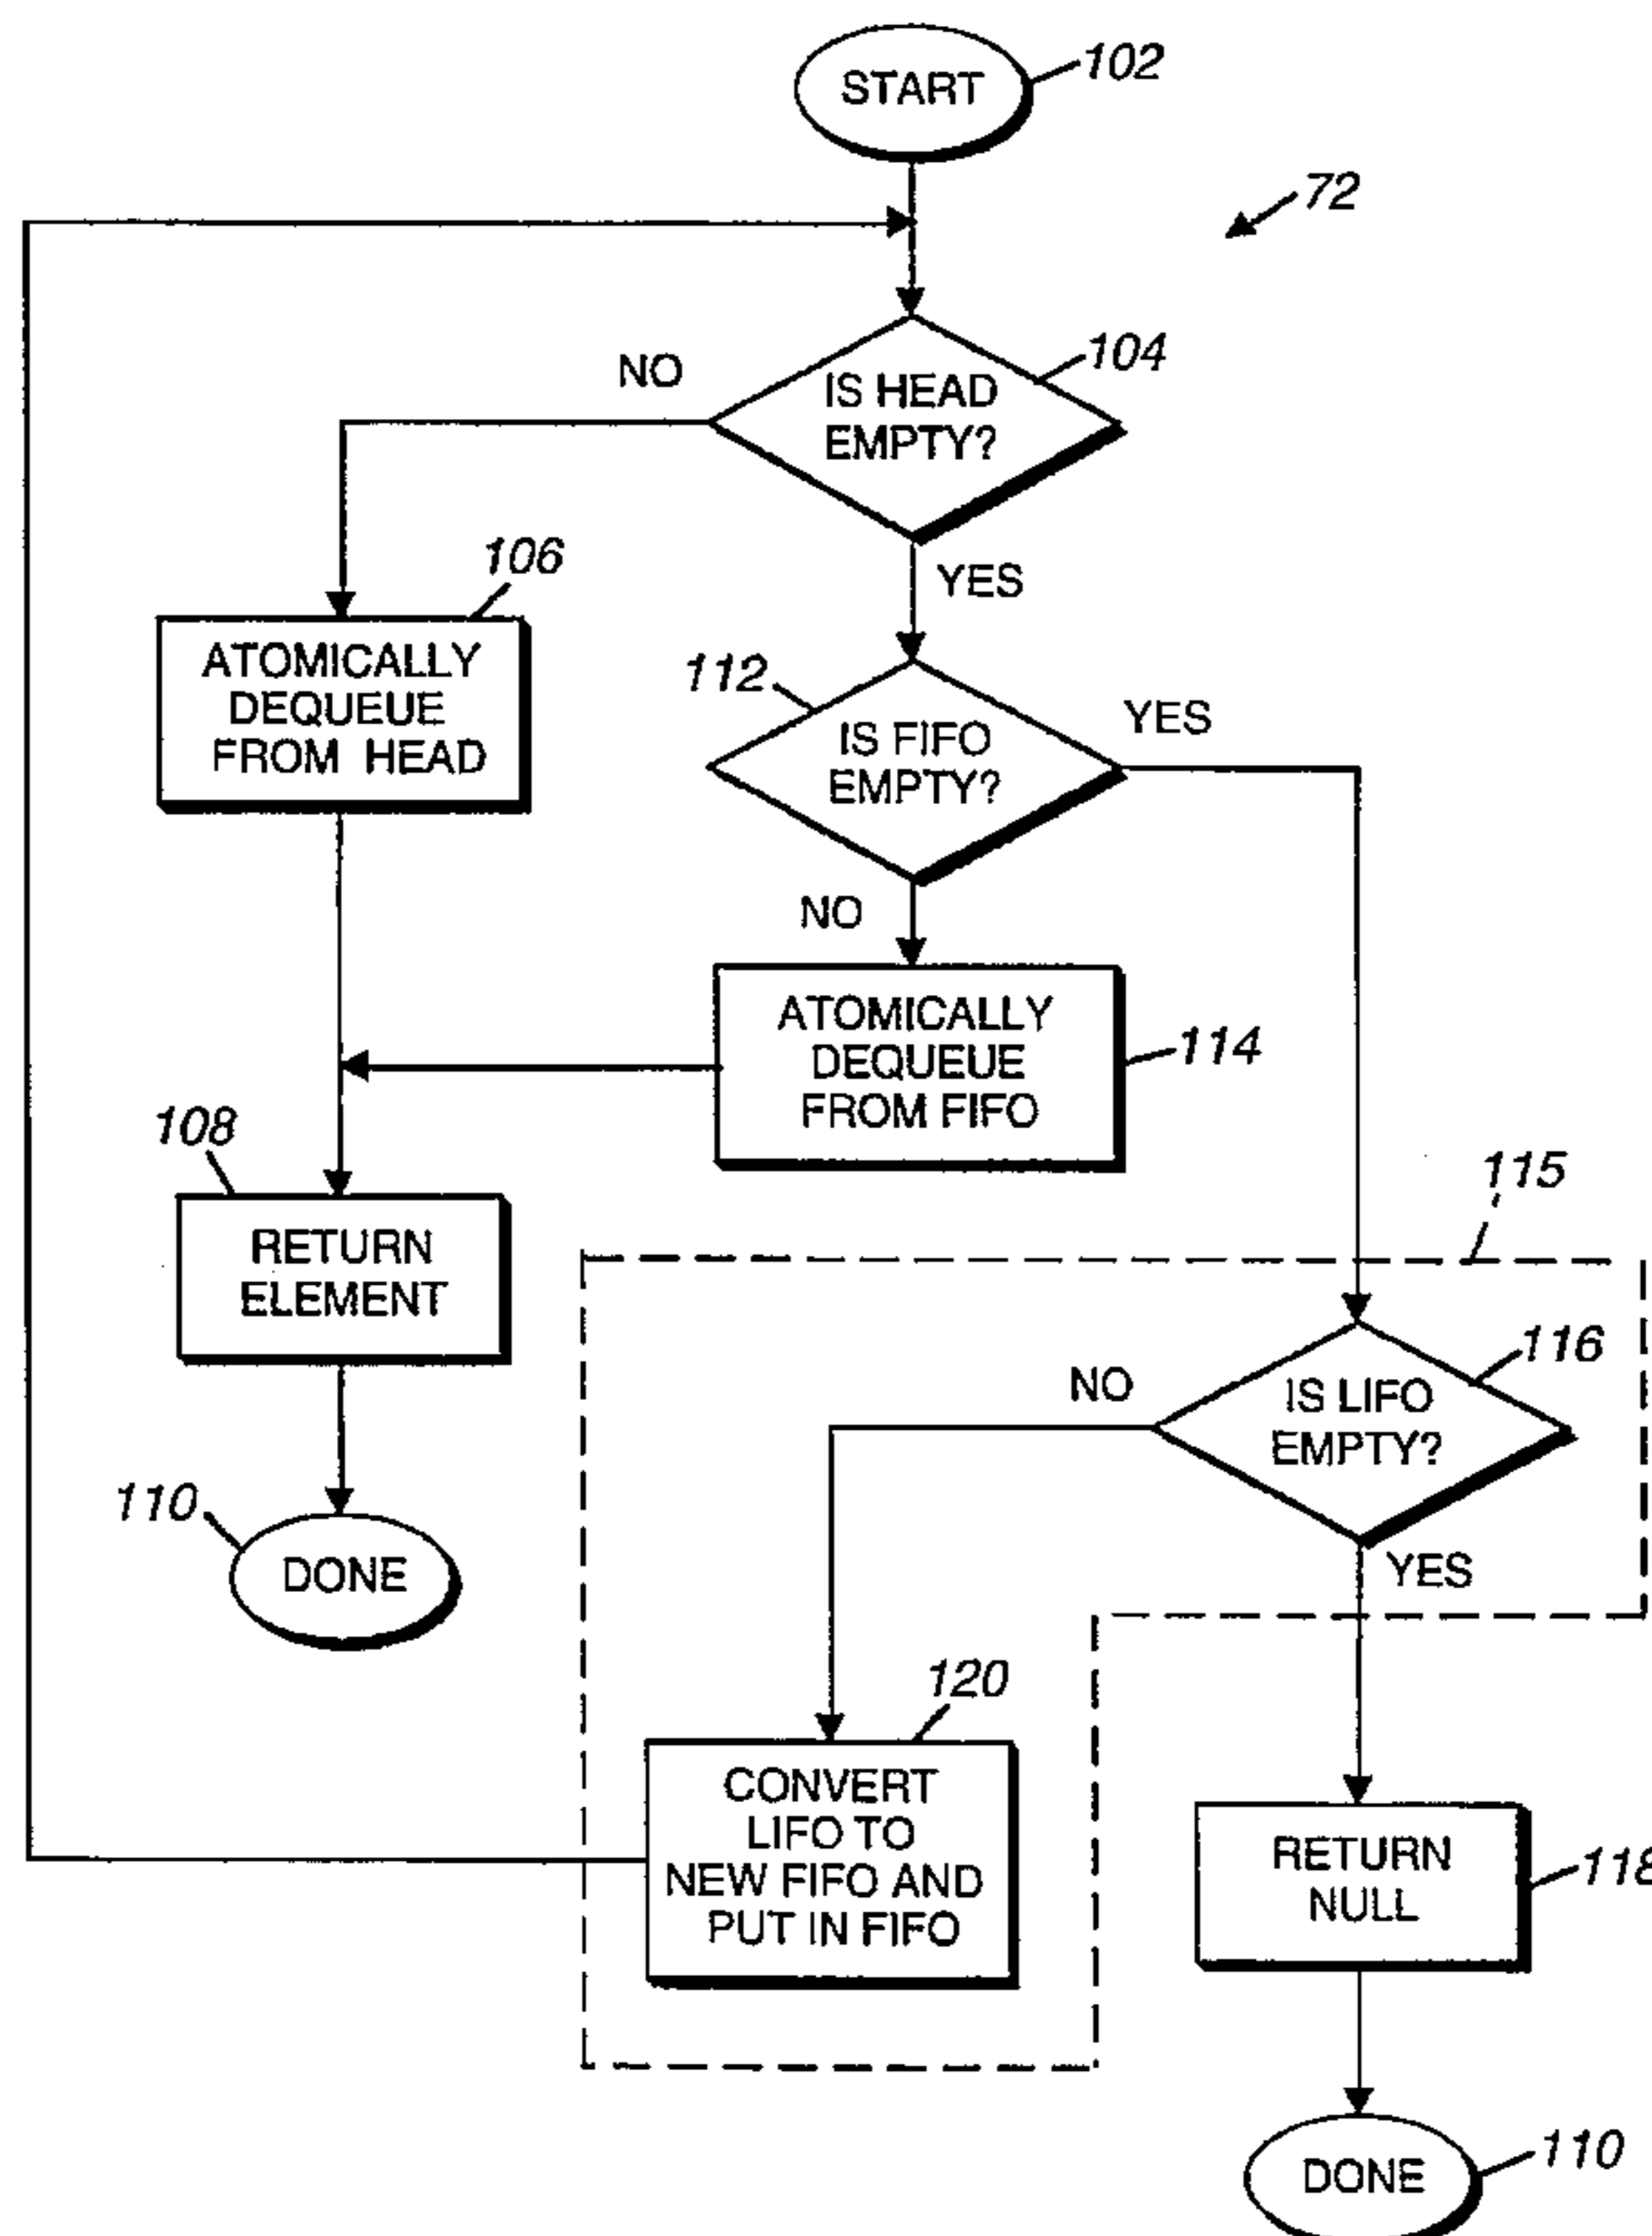 START
102
72
NO
IS HEAD
EMPTY?
104
YES
106
ATOMICALLY
DEQUEUE
FROM HEAD
112
IS FIFO
EMPTY?
YES
NO
ATOMICALLY
DEQUEUE
FROM FIFO
114
108
RETURN
ELEMENT
115
NO
IS LIFO
EMPTY?
116
YES
110
DONE
120
CONVERT
LIFO TO
NEW FIFO AND
PUT IN FIFO
RETURN
NULL
118
DONE
110